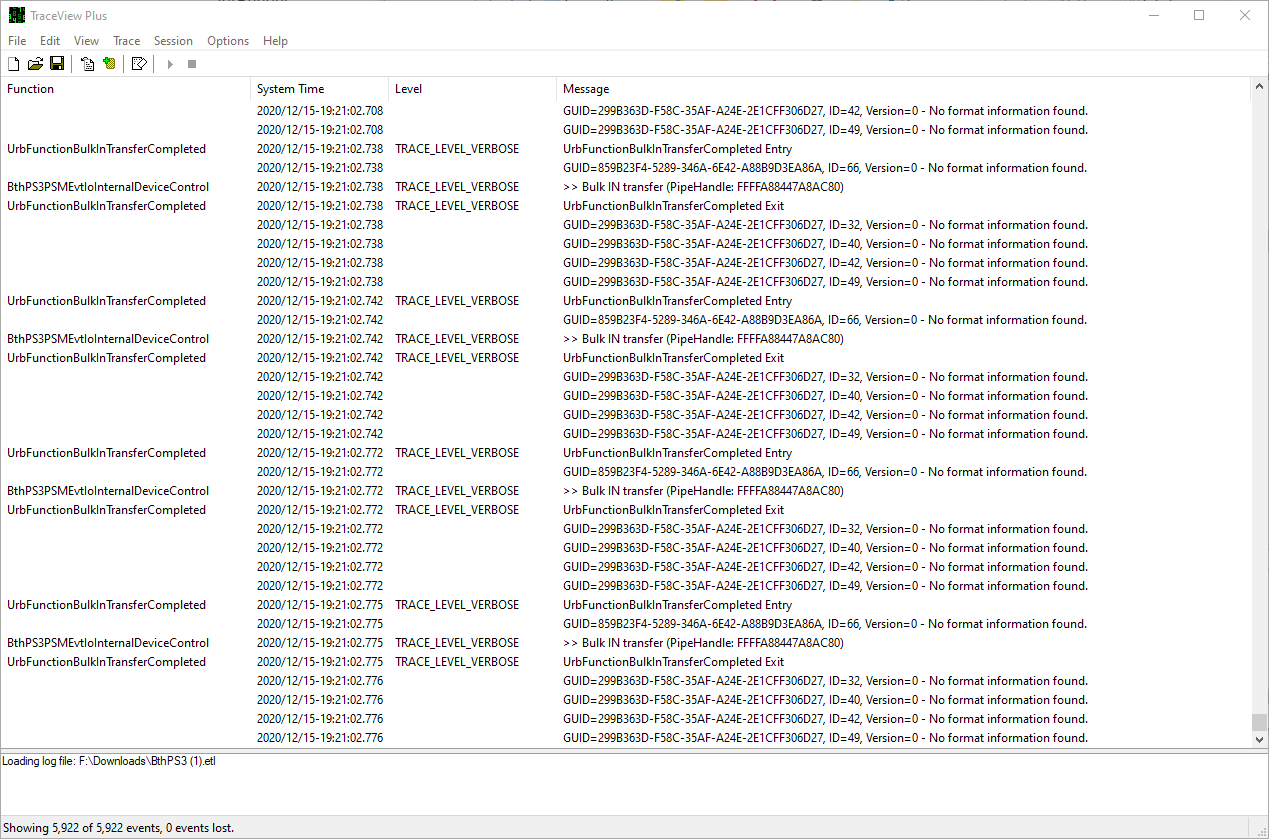 TraceView Plus
File Edit View Trace Session Options Help
Function System Time Level Message
2020/12/15-19:21:02.708 GUID=299B363D-F58C-35AF-A24E-2E1CFF306D27, ID=42, Version=0 - No format information found.
2020/12/15-19:21:02.708 GUID=299B363D-F58C-35AF-A24E-2E1CFF306D27, ID=49, Version=0 - No format information found.
UrbFunctionBulkInTransferCompleted 2020/12/15-19:21:02.738 TRACE_LEVEL_VERBOSE UrbFunctionBulkInTransferCompleted Entry
2020/12/15-19:21:02.738 GUID=859B23F4-5289-346A-6E42-A88B9D3EA86A, ID=66, Version=0 - No format information found.
BthPS3PSMEvtIoInternalDeviceControl 2020/12/15-19:21:02.738 TRACE_LEVEL_VERBOSE >> Bulk IN transfer (PipeHandle: FFFFA88447A8AC80)
UrbFunctionBulkInTransferCompleted 2020/12/15-19:21:02.738 TRACE_LEVEL_VERBOSE UrbFunctionBulkInTransferCompleted Exit
2020/12/15-19:21:02.738 GUID=299B363D-F58C-35AF-A24E-2E1CFF306D27, ID=32, Version=0 - No format information found.
2020/12/15-19:21:02.738 GUID=299B363D-F58C-35AF-A24E-2E1CFF306D27, ID=40, Version=0 - No format information found.
2020/12/15-19:21:02.738 GUID=299B363D-F58C-35AF-A24E-2E1CFF306D27, ID=42, Version=0 - No format information found.
2020/12/15-19:21:02.738 GUID=299B363D-F58C-35AF-A24E-2E1CFF306D27, ID=49, Version=0 - No format information found.
UrbFunctionBulkInTransferCompleted 2020/12/15-19:21:02.742 TRACE_LEVEL_VERBOSE UrbFunctionBulkInTransferCompleted Entry
2020/12/15-19:21:02.742 GUID=859B23F4-5289-346A-6E42-A88B9D3EA86A, ID=66, Version=0 - No format information found.
BthPS3PSMEvtIoInternalDeviceControl 2020/12/15-19:21:02.742 TRACE_LEVEL_VERBOSE >> Bulk IN transfer (PipeHandle: FFFFA88447A8AC80)
UrbFunctionBulkInTransferCompleted 2020/12/15-19:21:02.742 TRACE_LEVEL_VERBOSE UrbFunctionBulkInTransferCompleted Exit
2020/12/15-19:21:02.742 GUID=299B363D-F58C-35AF-A24E-2E1CFF306D27, ID=32, Version=0 - No format information found.
2020/12/15-19:21:02.742 GUID=299B363D-F58C-35AF-A24E-2E1CFF306D27, ID=40, Version=0 - No format information found.
2020/12/15-19:21:02.742 GUID=299B363D-F58C-35AF-A24E-2E1CFF306D27, ID=42, Version=0 - No format information found.
2020/12/15-19:21:02.742 GUID=299B363D-F58C-35AF-A24E-2E1CFF306D27, ID=49, Version=0 - No format information found.
UrbFunctionBulkInTransferCompleted 2020/12/15-19:21:02.772 TRACE_LEVEL_VERBOSE UrbFunctionBulkInTransferCompleted Entry
2020/12/15-19:21:02.772 GUID=859B23F4-5289-346A-6E42-A88B9D3EA86A, ID=66, Version=0 - No format information found.
BthPS3PSMEvtIoInternalDeviceControl 2020/12/15-19:21:02.772 TRACE_LEVEL_VERBOSE >> Bulk IN transfer (PipeHandle: FFFFA88447A8AC80)
UrbFunctionBulkInTransferCompleted 2020/12/15-19:21:02.772 TRACE_LEVEL_VERBOSE UrbFunctionBulkInTransferCompleted Exit
2020/12/15-19:21:02.772 GUID=299B363D-F58C-35AF-A24E-2E1CFF306D27, ID=32, Version=0 - No format information found.
2020/12/15-19:21:02.772 GUID=299B363D-F58C-35AF-A24E-2E1CFF306D27, ID=40, Version=0 - No format information found.
2020/12/15-19:21:02.772 GUID=299B363D-F58C-35AF-A24E-2E1CFF306D27, ID=42, Version=0 - No format information found.
2020/12/15-19:21:02.772 GUID=299B363D-F58C-35AF-A24E-2E1CFF306D27, ID=49, Version=0 - No format information found.
UrbFunctionBulkInTransferCompleted 2020/12/15-19:21:02.775 TRACE_LEVEL_VERBOSE UrbFunctionBulkInTransferCompleted Entry
2020/12/15-19:21:02.775 GUID=859B23F4-5289-346A-6E42-A88B9D3EA86A, ID=66, Version=0 - No format information found.
BthPS3PSMEvtIoInternalDeviceControl 2020/12/15-19:21:02.775 TRACE_LEVEL_VERBOSE >> Bulk IN transfer (PipeHandle: FFFFA88447A8AC80)
UrbFunctionBulkInTransferCompleted 2020/12/15-19:21:02.775 TRACE_LEVEL_VERBOSE UrbFunctionBulkInTransferCompleted Exit
2020/12/15-19:21:02.776 GUID=299B363D-F58C-35AF-A24E-2E1CFF306D27, ID=32, Version=0 - No format information found.
2020/12/15-19:21:02.776 GUID=299B363D-F58C-35AF-A24E-2E1CFF306D27, ID=40, Version=0 - No format information found.
2020/12/15-19:21:02.776 GUID=299B363D-F58C-35AF-A24E-2E1CFF306D27, ID=42, Version=0 - No format information found.
2020/12/15-19:21:02.776 GUID=299B363D-F58C-35AF-A24E-2E1CFF306D27, ID=49, Version=0 - No format information found.
Loading log file: F:\Downloads\BthPS3 (1).etl
Showing 5,922 of 5,922 events, 0 events lost.